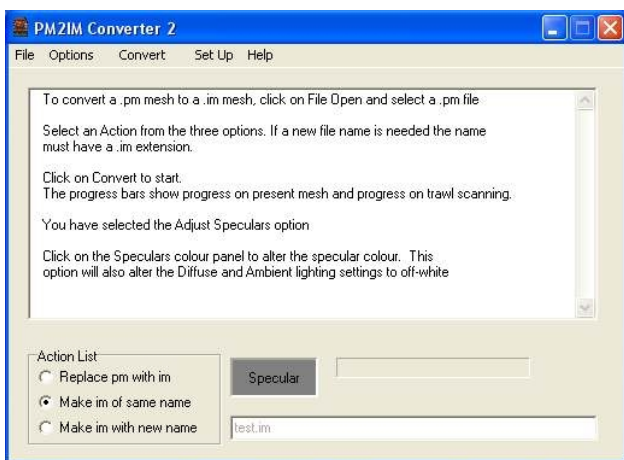 PM2IM Converter 2
File Options Convert Set Up Help
To convert a .pm mesh to a .im mesh, click on File Open and select a .pm file
Select an Action from the three options. If a new file name is needed the name
must have a .im extension.
Click on Convert to start.
The progress bars show progress on present mesh and progress on trawl scanning.
You have selected the Adjust Speculars option
Click on the Speculars colour panel to alter the specular colour. This
option will also alter the Diffuse and Ambient lighting settings to off-white
Action List
Replace pm with im
Make im of same name
Make im with new name
Specular
test.im